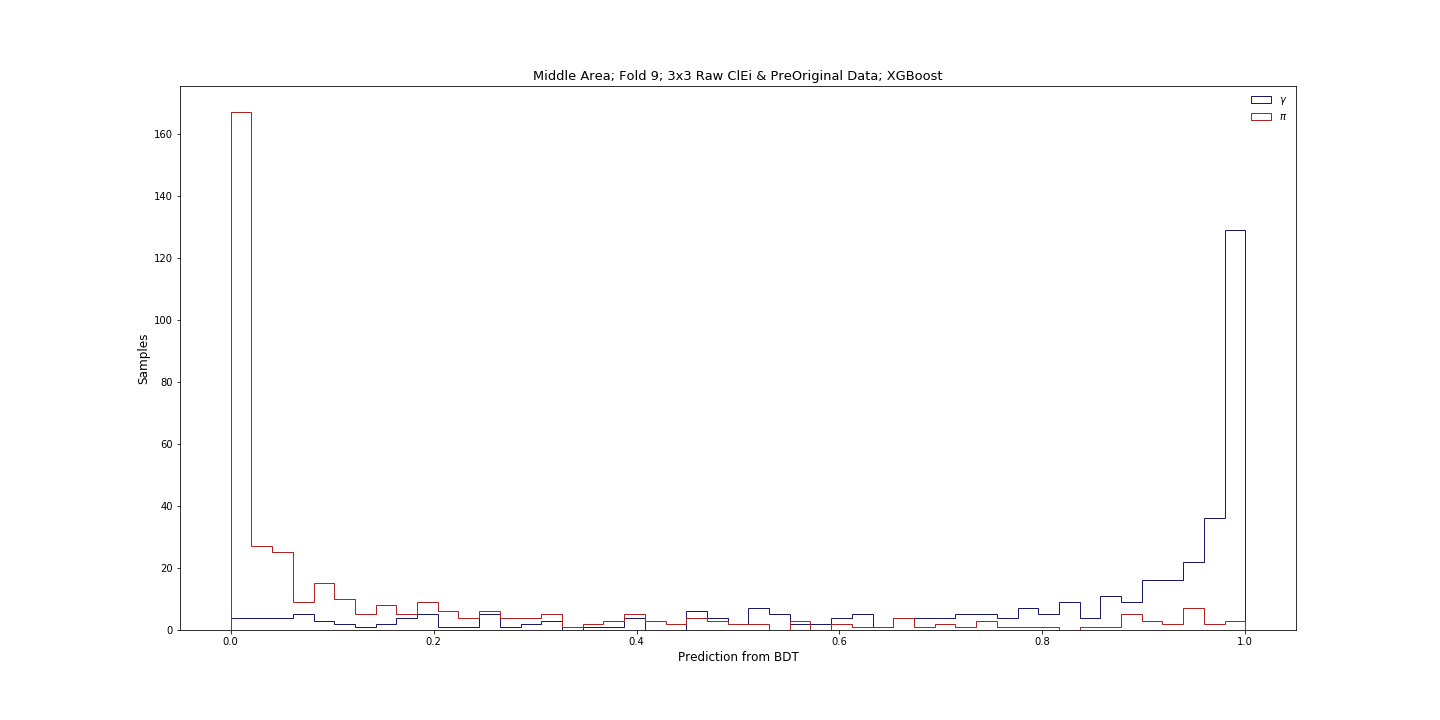 Middle Area; Fold 9; 3x3 Raw ClEi & PreOriginal Data; XGBoost
γ
π
160
140
120
100
80
60
40
20
0
Samples
0.0 0.2 0.4 0.6 0.8 1.0
Prediction from BDT